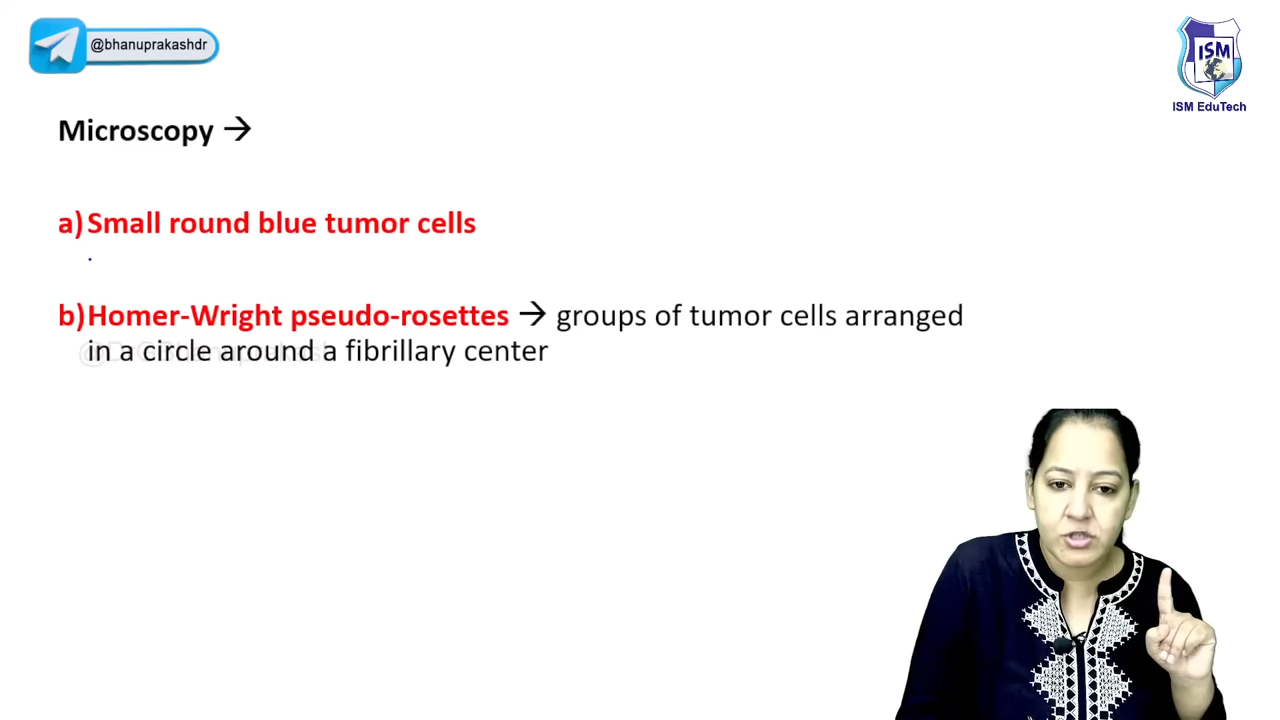 @bhanuprakashdr
ISM
ISM EduTech
Microscopy →
a) Small round blue tumor cells
b) Homer-Wright pseudo-rosettes → groups of tumor cells arranged
in a circle around a fibrillary center